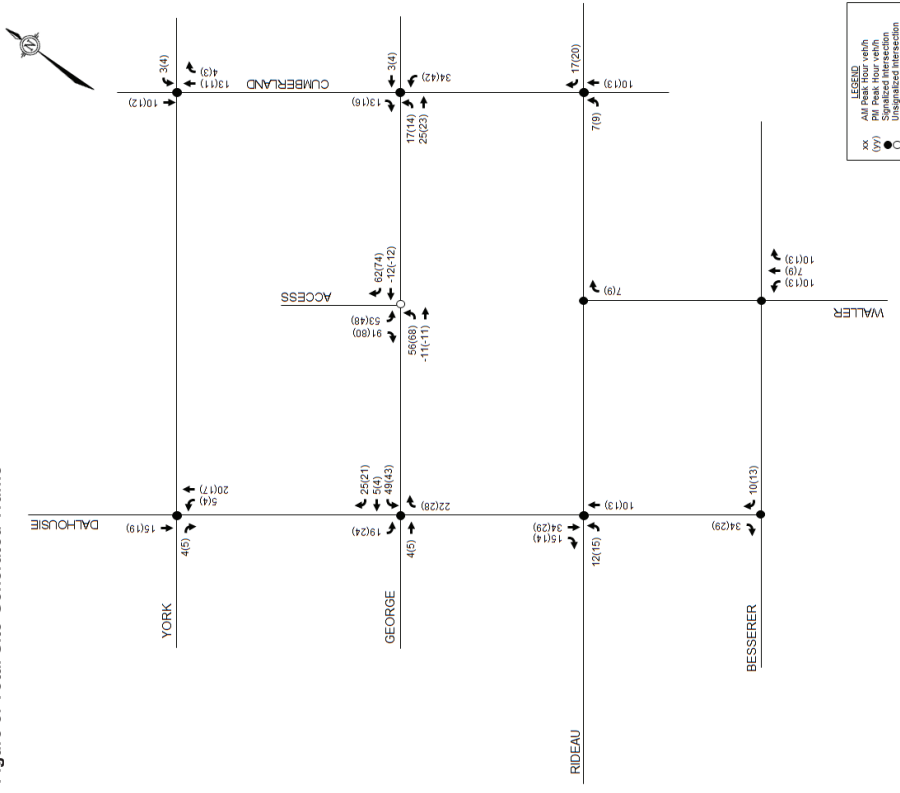 N
DALHOUSIE
ACCESS
CUMBERLAND
YORK
15(19)
4(5)
5(4)
20(17)
10(12)
3(4)
13(11)
4(3)
GEORGE
19(24)
4(5)
25(21)
5(4)
49(43)
22(28)
91(80)
53(48)
62(74)
-12(-12)
56(68)
-11(-11)
13(16)
3(4)
34(42)
17(14)
25(23)
RIDEAU
15(14)
34(29)
12(15)
10(13)
7(9)
7(9)
17(20)
10(13)
BESSERER
34(29)
10(13)
10(13)
7(9)
10(13)
WALLER
LEGEND
xx AM Peak Hour veh/h
(yy) PM Peak Hour veh/h
Signalized Intersection
Unsignalized Intersection